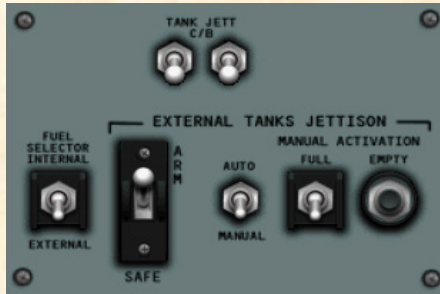 TANK JETT
C/B
EXTERNAL TANKS JETTISON
FUEL
SELECTOR
INTERNAL
EXTERNAL
ARM
SAFE
AUTO
MANUAL
MANUAL ACTIVATION
FULL
EMPTY